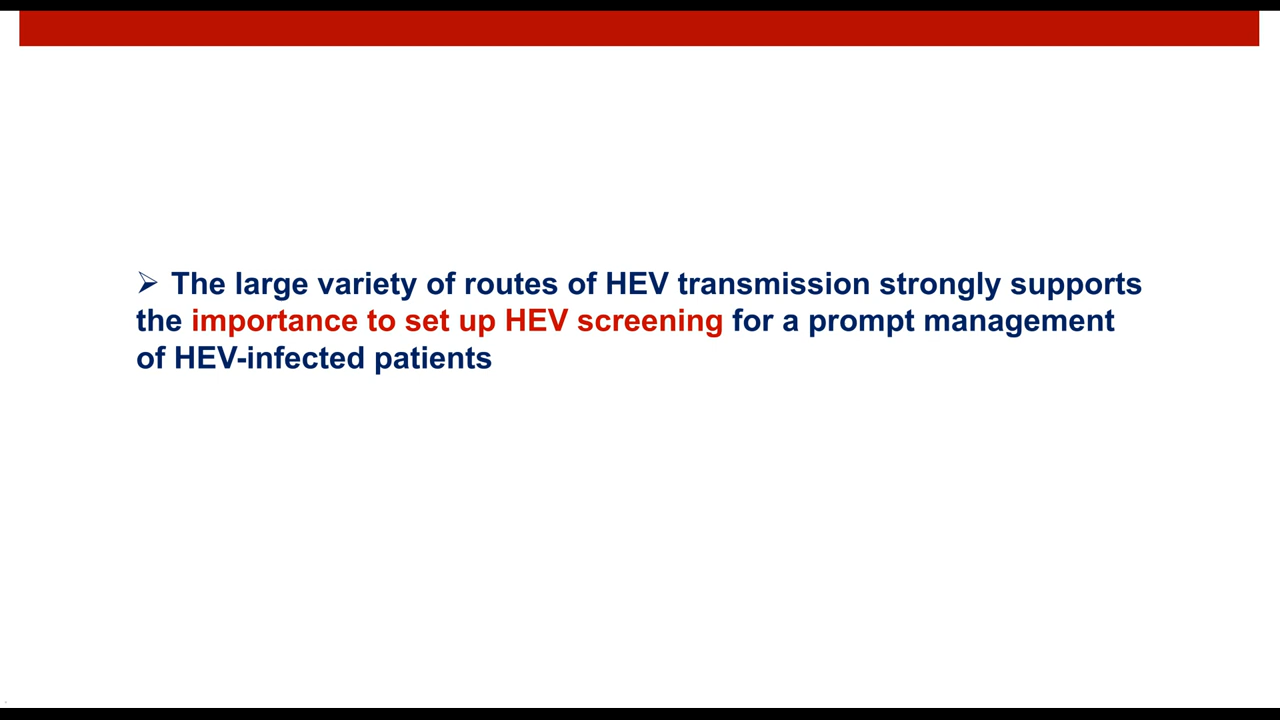 ➢ The large variety of routes of HEV transmission strongly supports
the importance to set up HEV screening for a prompt management
of HEV-infected patients